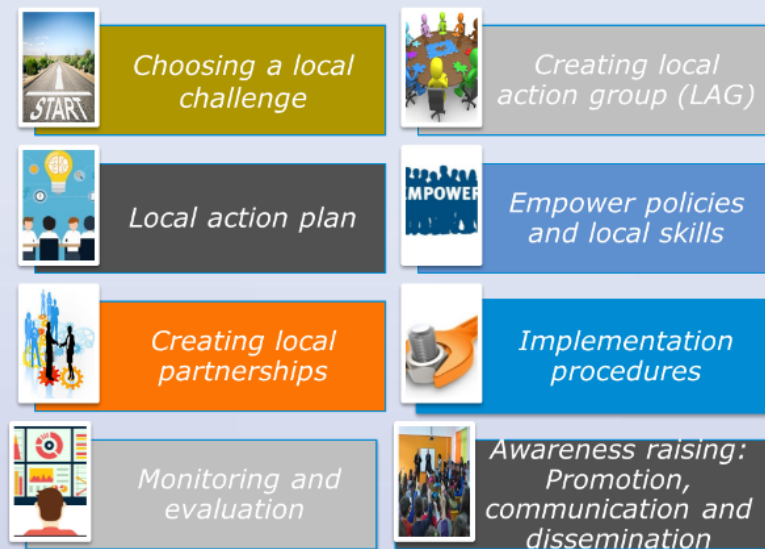 START
Choosing a local
challenge
Creating local
action group (LAG)
Local action plan
MPOWER
Empower policies
and local skills
Creating local
partnerships
Implementation
procedures
Monitoring and
evaluation
Awareness raising:
Promotion,
communication and
dissemination